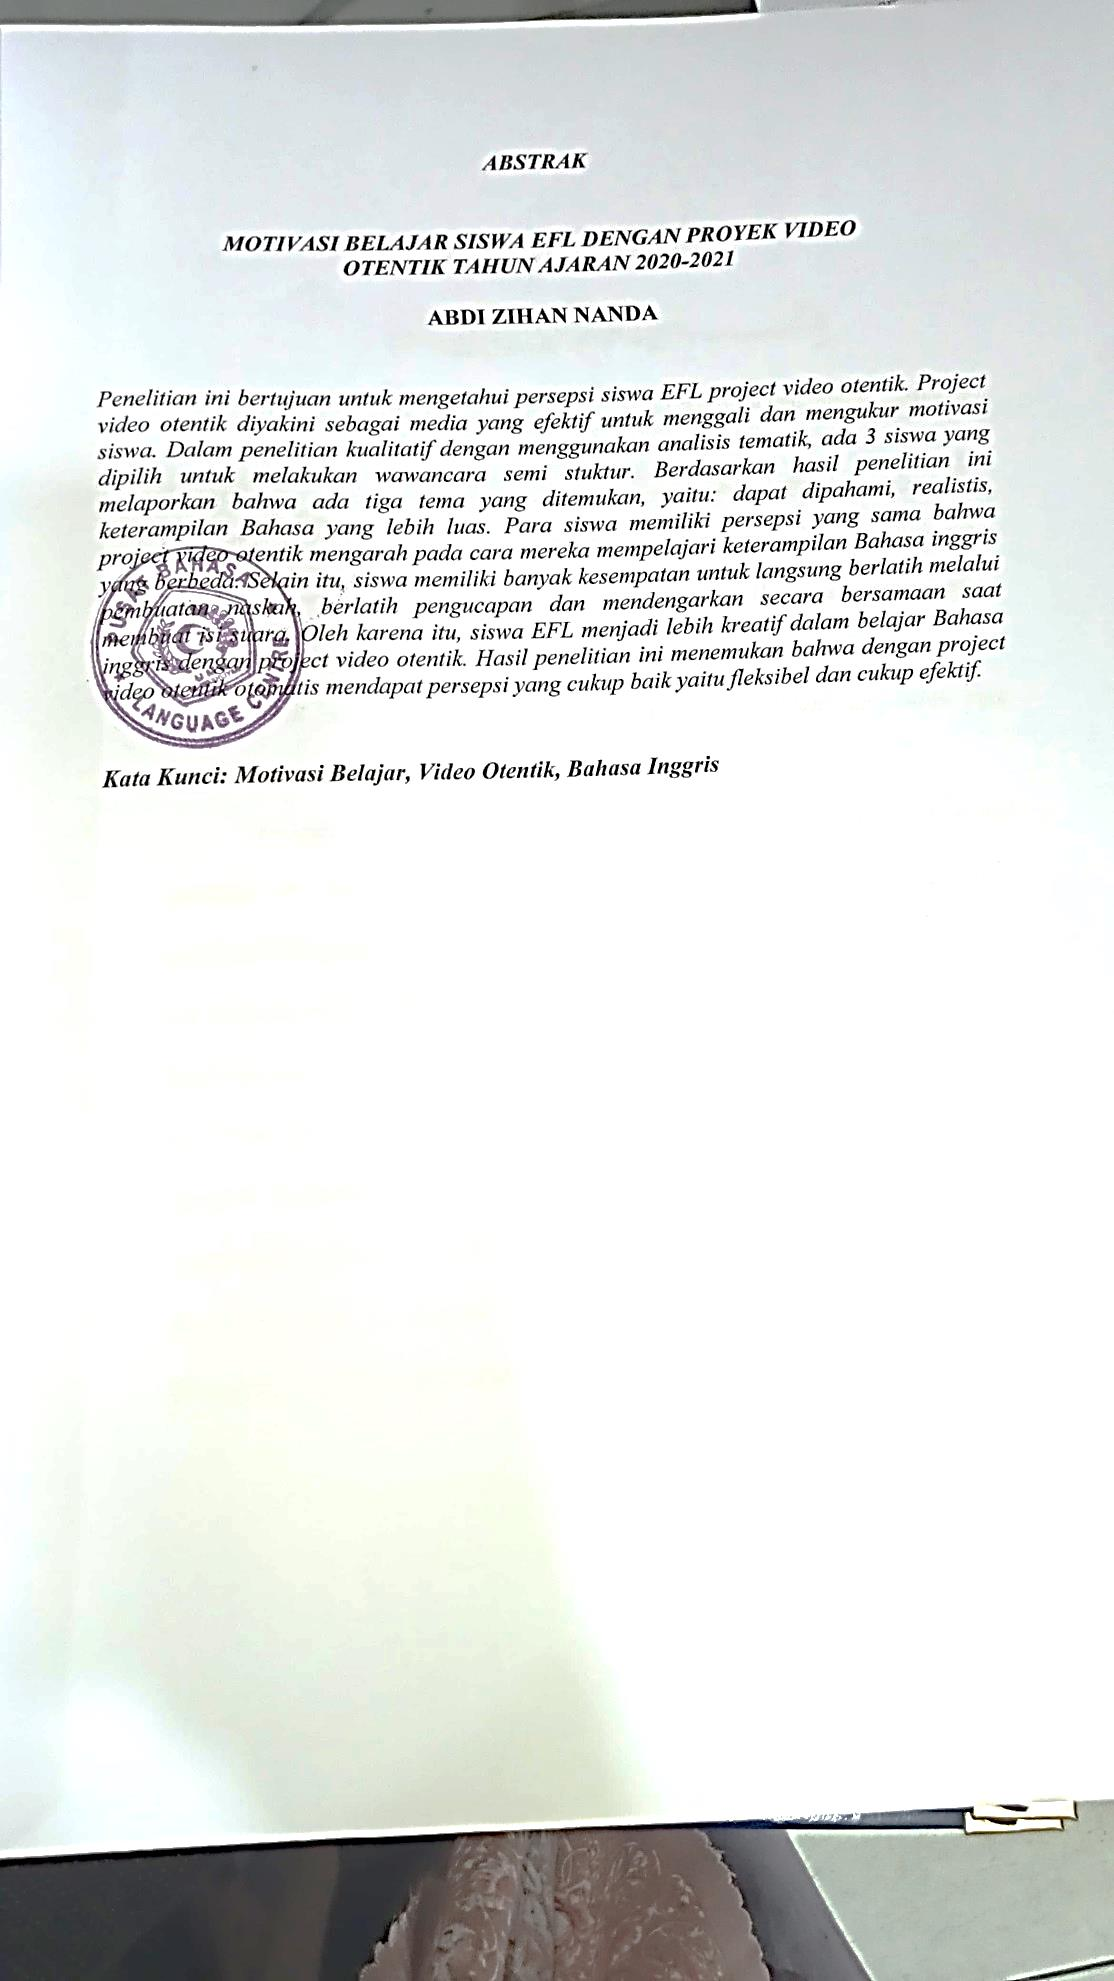 ABSTRAK
MOTIVASI BELAJAR SISWA EFL DENGAN PROYEK VIDEO
OTENTIK TAHUN AJARAN 2020-2021
ABDI ZIHAN NANDA
Penelitian ini bertujuan untuk mengetahui persepsi siswa EFL project video otentik. Project
video otentik diyakini sebagai media yang efektif untuk menggali dan mengukur motivasi
siswa. Dalam penelitian kualitatif dengan menggunakan analisis tematik, ada 3 siswa yang
dipilih untuk melakukan wawancara semi stuktur. Berdasarkan hasil penelitian ini
melaporkan bahwa ada tiga tema yang ditemukan, yaitu: dapat dipahami, realistis,
keterampilan Bahasa yang lebih luas. Para siswa memiliki persepsi yang sama bahwa
project video otentik mengarah pada cara mereka mempelajari keterampilan Bahasa inggris
yang berbeda. Selain itu, siswa memiliki banyak kesempatan untuk langsung berlatih melalui
pembuatan naskah, berlatih pengucapan dan mendengarkan secara bersamaan saat
membuat isi suara. Oleh karena itu, siswa EFL menjadi lebih kreatif dalam belajar Bahasa
inggris dengan project video otentik. Hasil penelitian ini menemukan bahwa dengan project
video otentik otomatis mendapat persepsi yang cukup baik yaitu fleksibel dan cukup efektif.
Kata Kunci: Motivasi Belajar, Video Otentik, Bahasa Inggris
BAHASA
LANGUAGE CENTRE